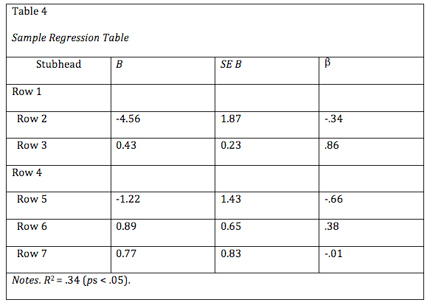 Table 4
Sample Regression Table
Stubhead B SE B β
Row 1
Row 2 -4.56 1.87 -.34
Row 3 0.43 0.23 .86
Row 4
Row 5 -1.22 1.43 -.66
Row 6 0.89 0.65 .38
Row 7 0.77 0.83 -.01
Notes. R² = .34 (ps < .05).